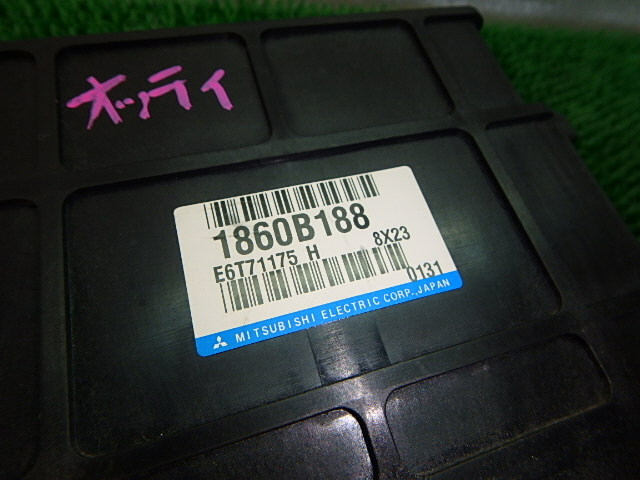 オッティ
1860B188
E6T71175 H 8X23
0131
MITSUBISHI ELECTRIC CORP., JAPAN